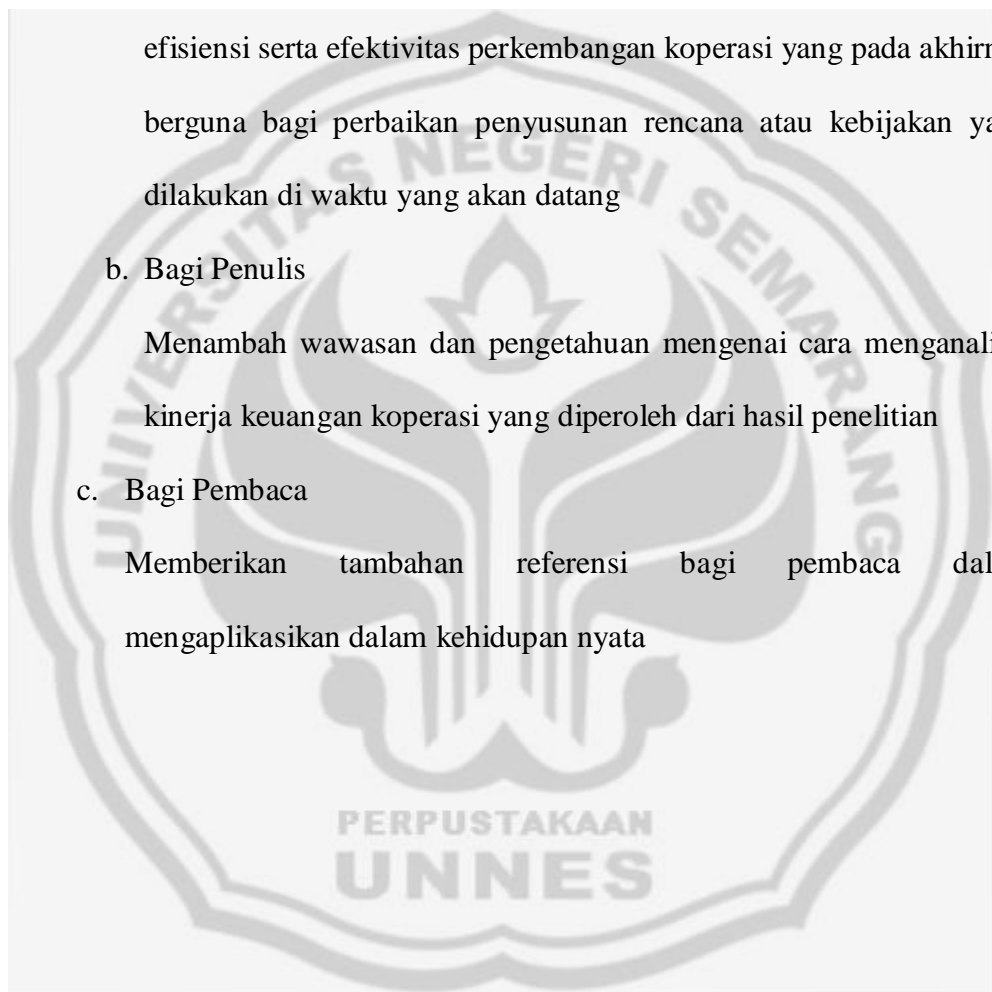 efisiensi serta efektivitas perkembangan koperasi yang pada akhirn
berguna bagi perbaikan penyusunan rencana atau kebijakan ya
dilakukan di waktu yang akan datang
b. Bagi Penulis
Menambah wawasan dan pengetahuan mengenai cara menganali
kinerja keuangan koperasi yang diperoleh dari hasil penelitian
c. Bagi Pembaca
Memberikan tambahan referensi bagi pembaca dal
mengaplikasikan dalam kehidupan nyata
UNIVERSITAS NEGERI SEMARANG
PERPUSTAKAAN
UNNES